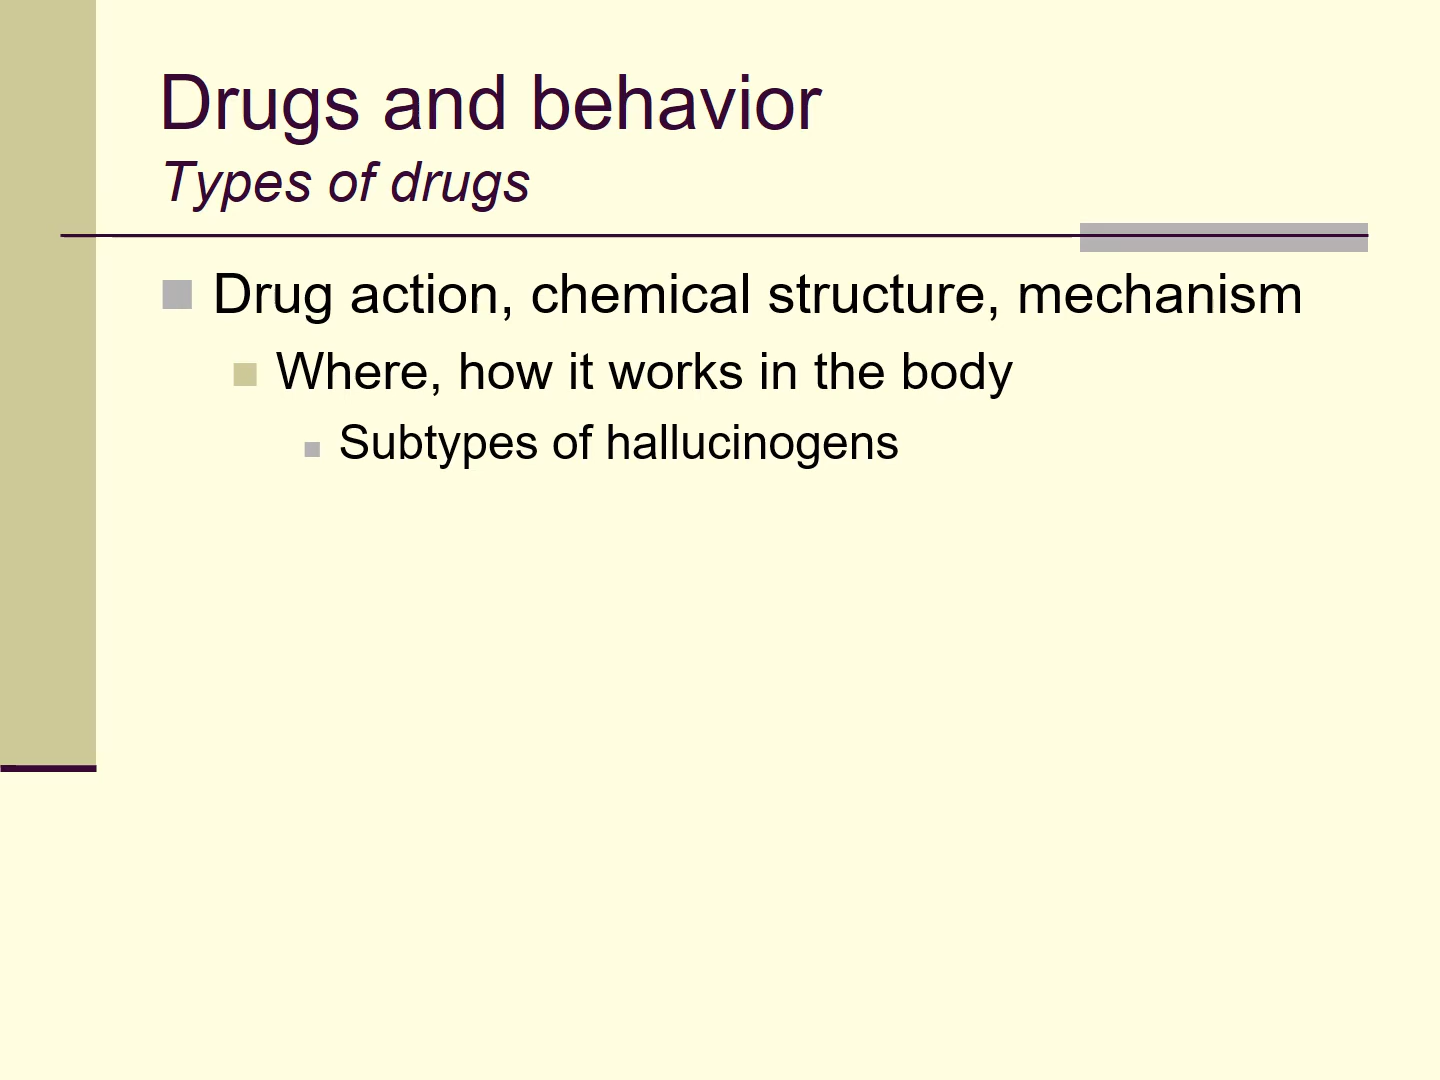 Drugs and behavior
Types of drugs
Drug action, chemical structure, mechanism
Where, how it works in the body
Subtypes of hallucinogens